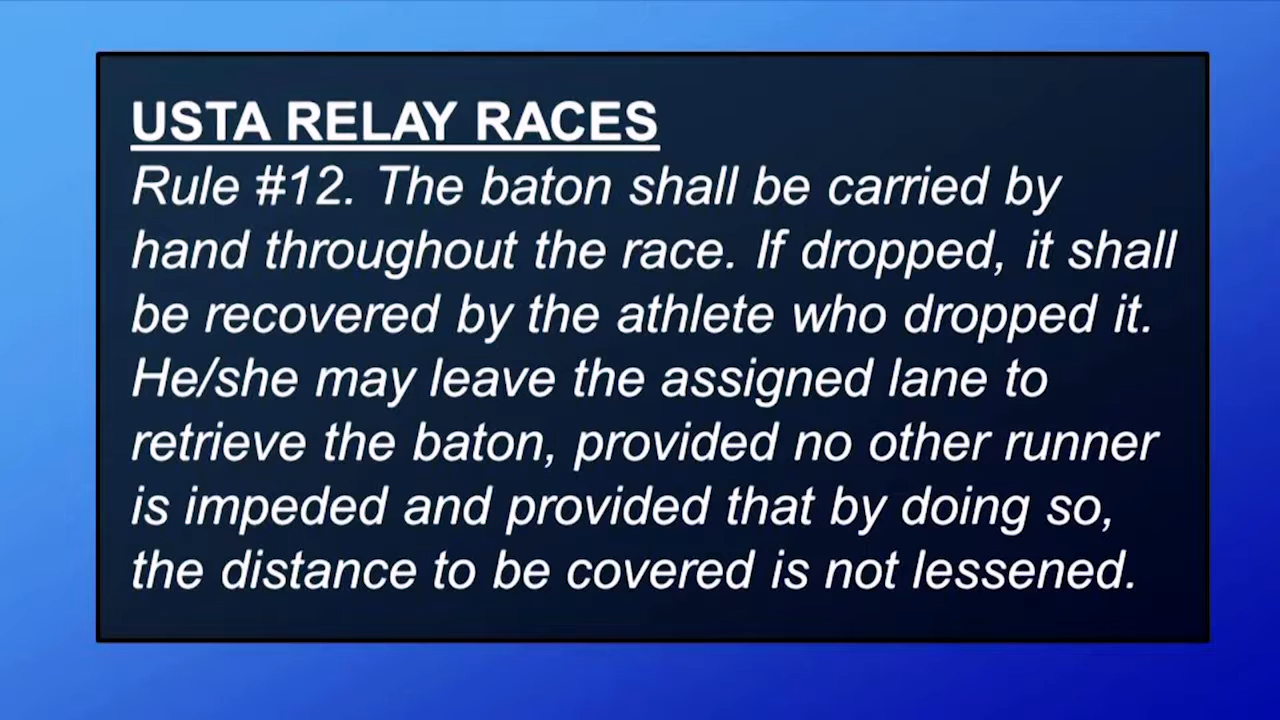 USTA RELAY RACES
Rule #12. The baton shall be carried by
hand throughout the race. If dropped, it shall
be recovered by the athlete who dropped it.
He/she may leave the assigned lane to
retrieve the baton, provided no other runner
is impeded and provided that by doing so,
the distance to be covered is not lessened.